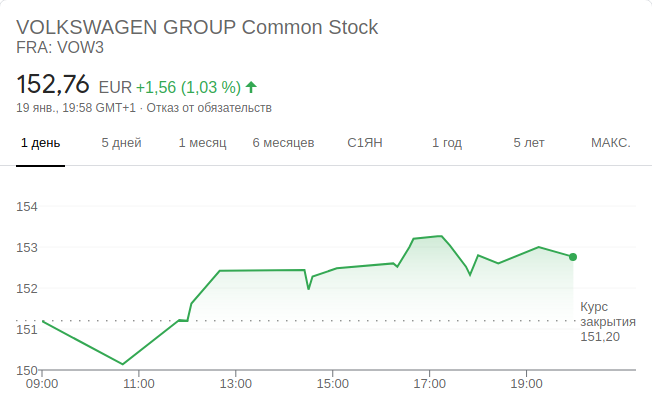 VOLKSWAGEN GROUP Common Stock
FRA: VOW3
152,76 EUR +1,56 (1,03 %)
19 янв., 19:58 GMT+1 · Отказ от обязательств
1 день 5 дней 1 месяц 6 месяцев С1ЯН 1 год 5 лет МАКС.
154
153
152
151
150
Курс
закрытия
151,20
09:00 11:00 13:00 15:00 17:00 19:00